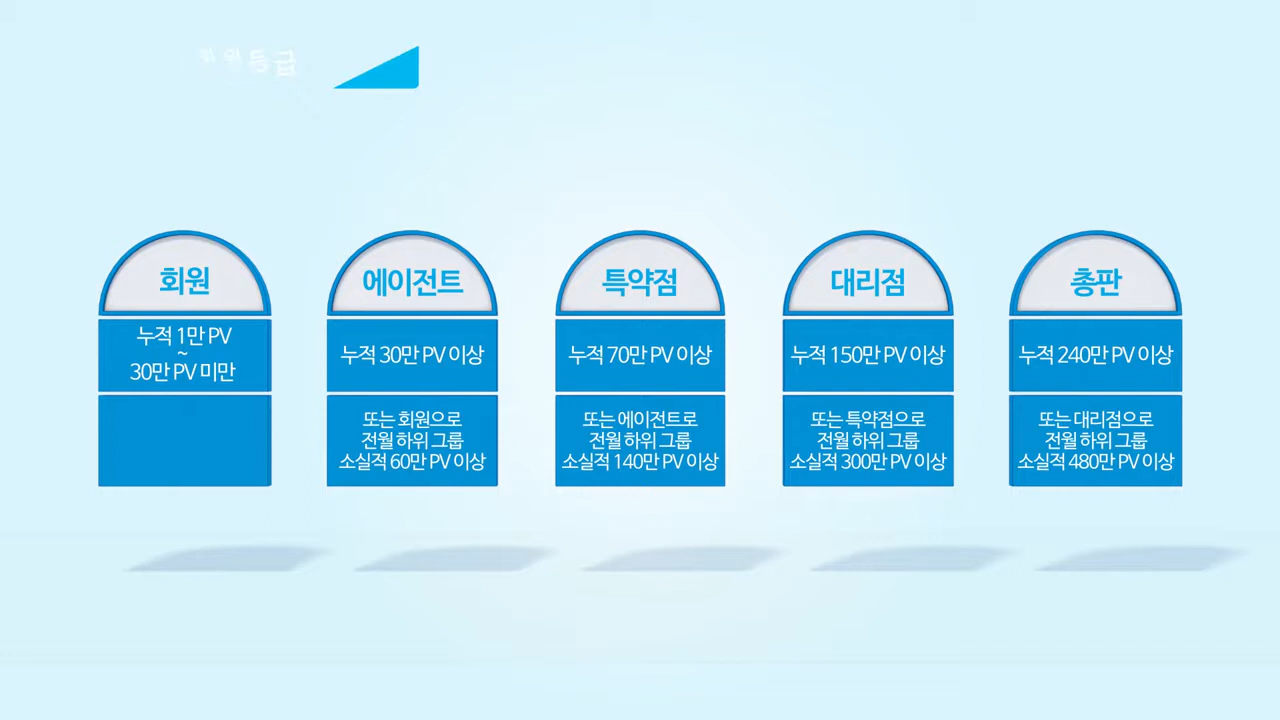 회원등급
회원
누적 1만 PV
~
30만 PV 미만
에이전트
누적 30만 PV 이상
또는 회원으로
전월 하위 그룹
소실적 60만 PV 이상
특약점
누적 70만 PV 이상
또는 에이전트로
전월 하위 그룹
소실적 140만 PV 이상
대리점
누적 150만 PV 이상
또는 특약점으로
전월 하위 그룹
소실적 300만 PV 이상
총판
누적 240만 PV 이상
또는 대리점으로
전월 하위 그룹
소실적 480만 PV 이상